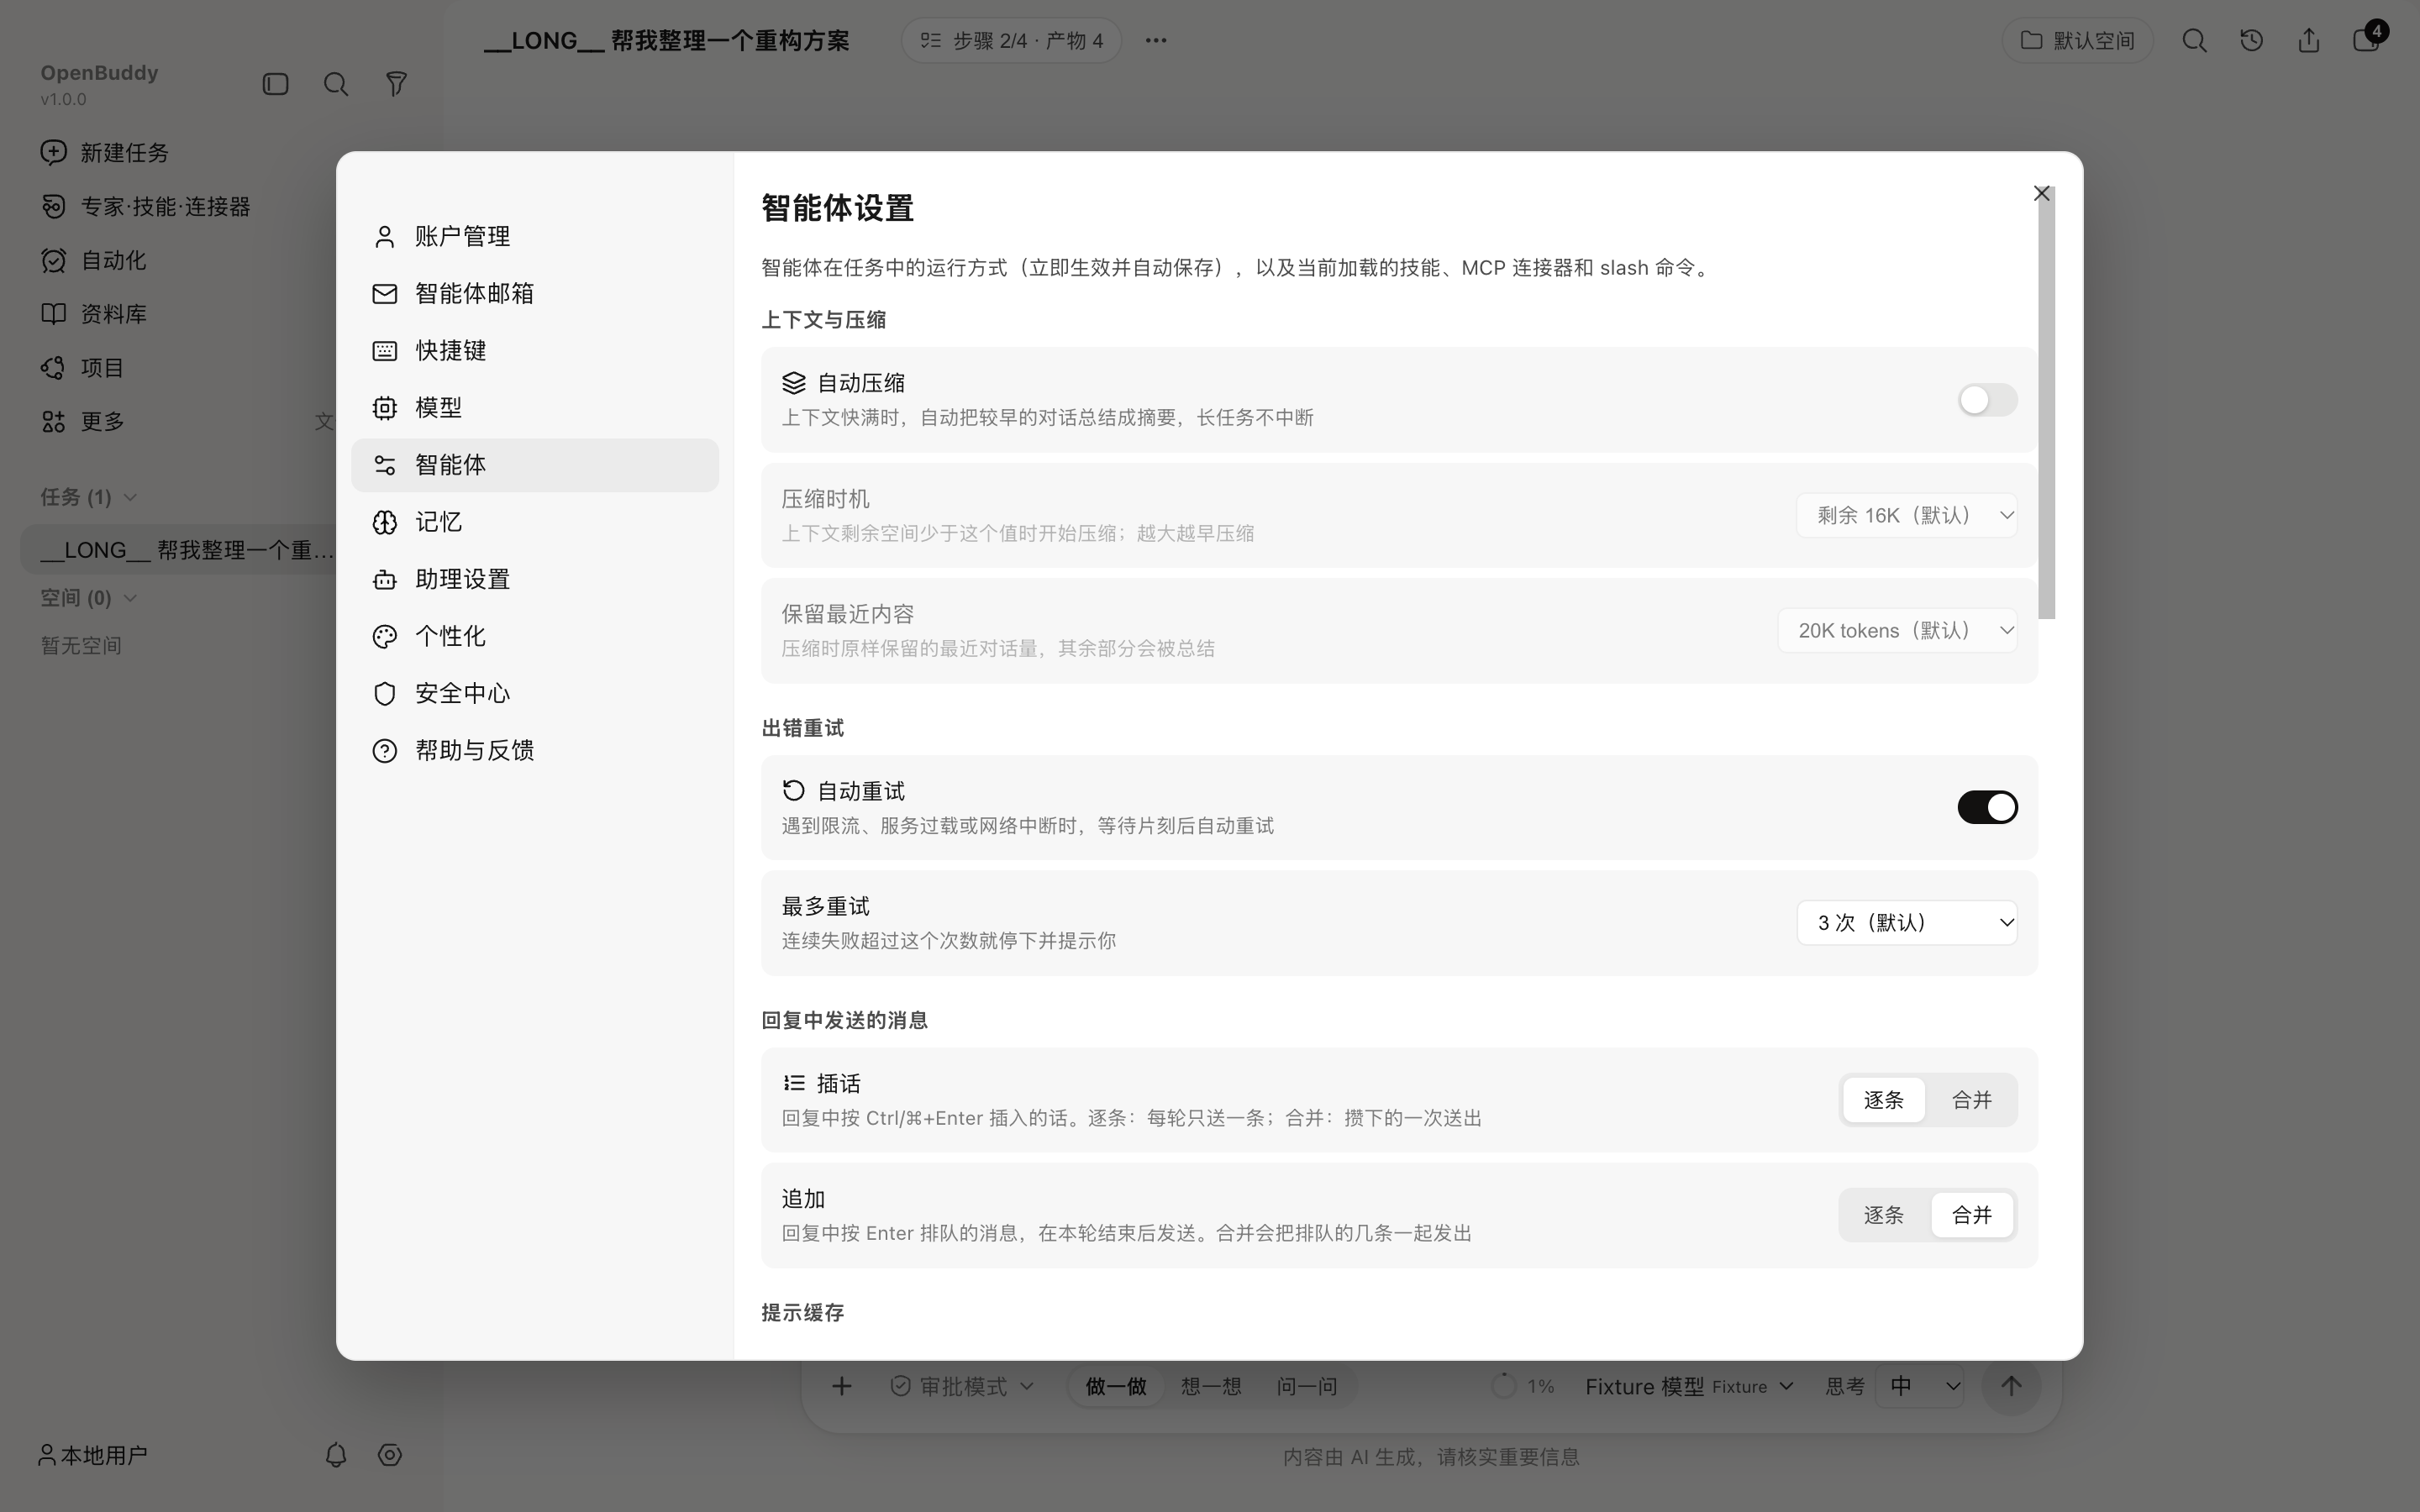 OpenBuddy
v1.0.0
新建任务
专家·技能·连接器
自动化
资料库
项目
更多
文
任务 (1)
__LONG__ 帮我整理一个重…
空间 (0)
暂无空间
本地用户
__LONG__ 帮我整理一个重构方案
步骤 2/4 · 产物 4
默认空间
4
账户管理
智能体邮箱
快捷键
模型
智能体
记忆
助理设置
个性化
安全中心
帮助与反馈
智能体设置
智能体在任务中的运行方式（立即生效并自动保存），以及当前加载的技能、MCP 连接器和 slash 命令。
上下文与压缩
自动压缩
上下文快满时，自动把较早的对话总结成摘要，长任务不中断
压缩时机
上下文剩余空间少于这个值时开始压缩；越大越早压缩
剩余 16K（默认）
保留最近内容
压缩时原样保留的最近对话量，其余部分会被总结
20K tokens（默认）
出错重试
自动重试
遇到限流、服务过载或网络中断时，等待片刻后自动重试
最多重试
连续失败超过这个次数就停下并提示你
3 次（默认）
回复中发送的消息
插话
回复中按 Ctrl/⌘+Enter 插入的话。逐条：每轮只送一条；合并：攒下的一次送出
逐条 合并
追加
回复中按 Enter 排队的消息，在本轮结束后发送。合并会把排队的几条一起发出
逐条 合并
提示缓存
审批模式 做一做 想一想 问一问 1% Fixture 模型 Fixture 思考 中
内容由 AI 生成，请核实重要信息